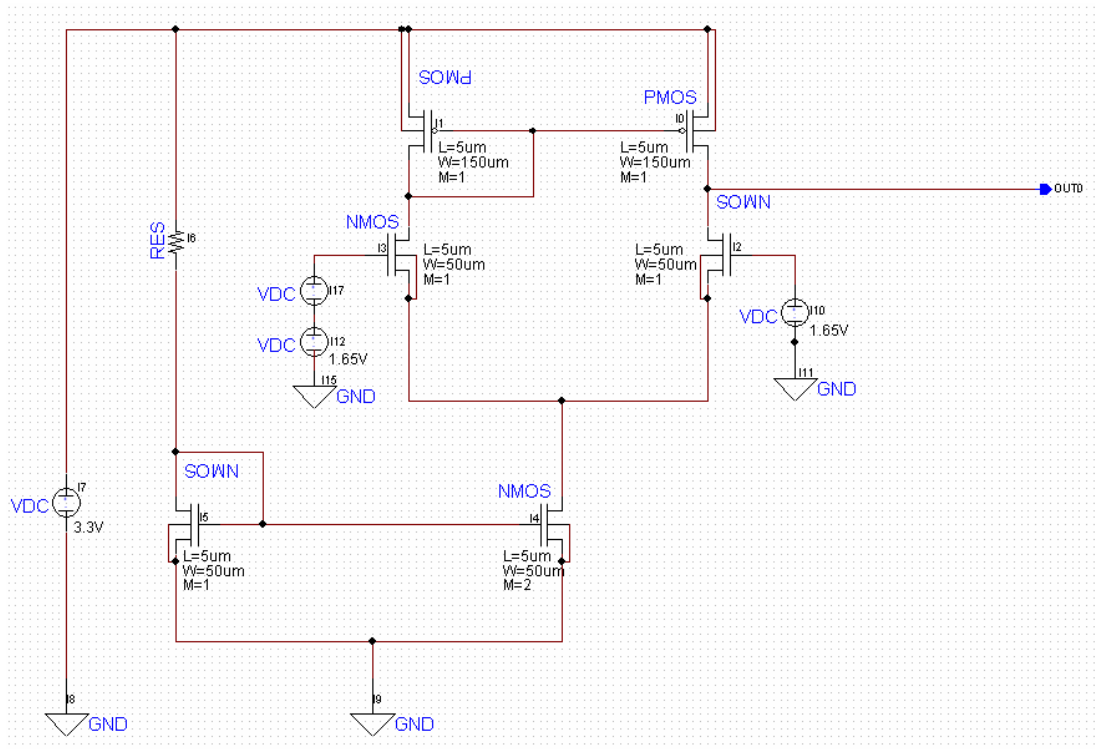 PMOS
I1
L=5um
W=150um
M=1
PMOS
I0
L=5um
W=150um
M=1
OUT0
RES
I6
NMOS
I3
L=5um
W=50um
M=1
NMOS
I2
L=5um
W=50um
M=1
VDC
I17
VDC
I12
1.65V
I15
GND
VDC
I10
1.65V
I11
GND
VDC
I7
3.3V
NMOS
I5
L=5um
W=50um
M=1
NMOS
I4
L=5um
W=50um
M=2
I8
GND
I9
GND